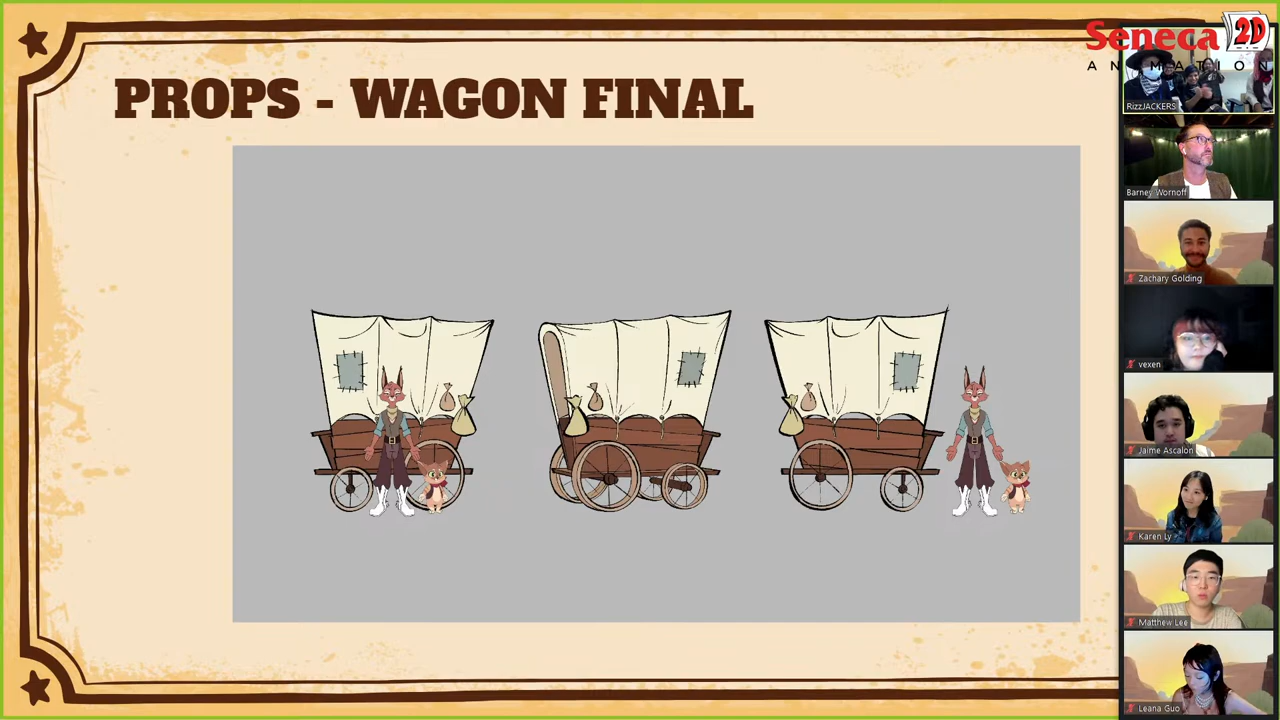 PROPS - WAGON FINAL
Seneca 2D
ANIMATION
RizzJACKERS
Barney Wornoff
Zachary Golding
vexen
Jaime Ascalon
Karen Ly
Matthew Lee
Leana Guo